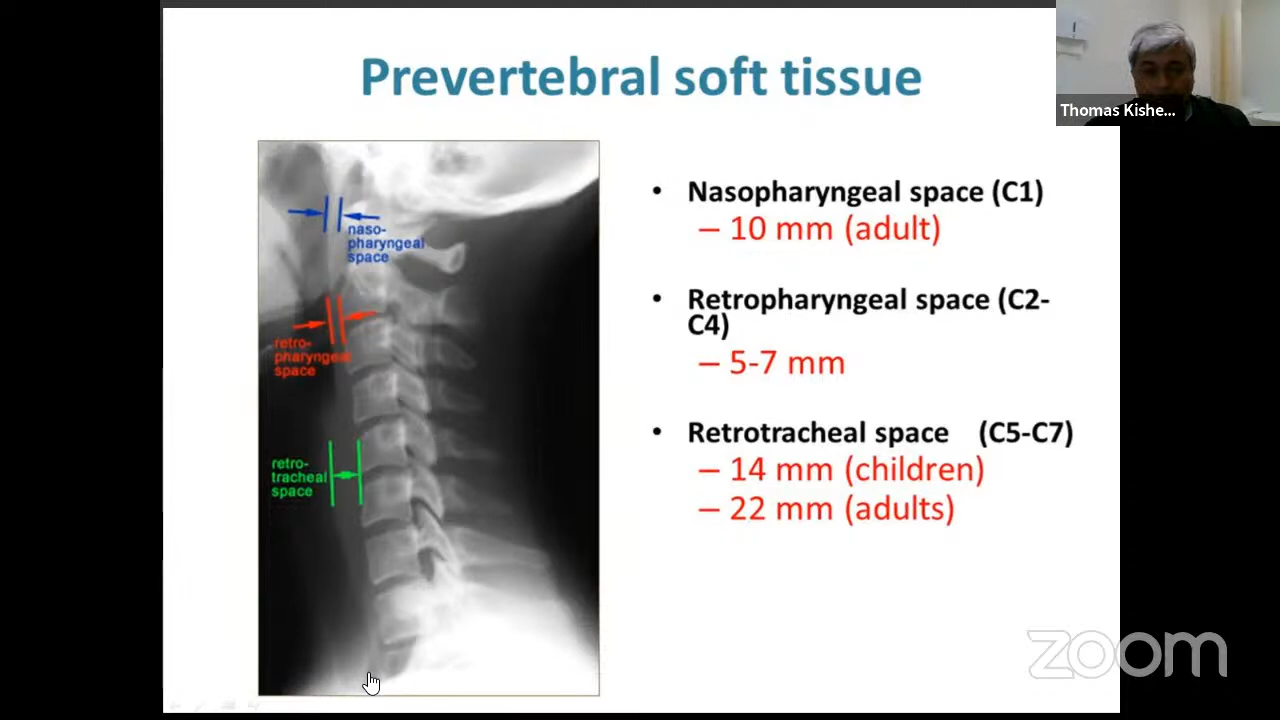 Prevertebral soft tissue
Thomas Kishe...
naso-
pharyngeal
space
retro-
pharyngeal
space
retro-
tracheal
space
• Nasopharyngeal space (C1)
– 10 mm (adult)
• Retropharyngeal space (C2-
C4)
– 5-7 mm
• Retrotracheal space (C5-C7)
– 14 mm (children)
– 22 mm (adults)
zoom